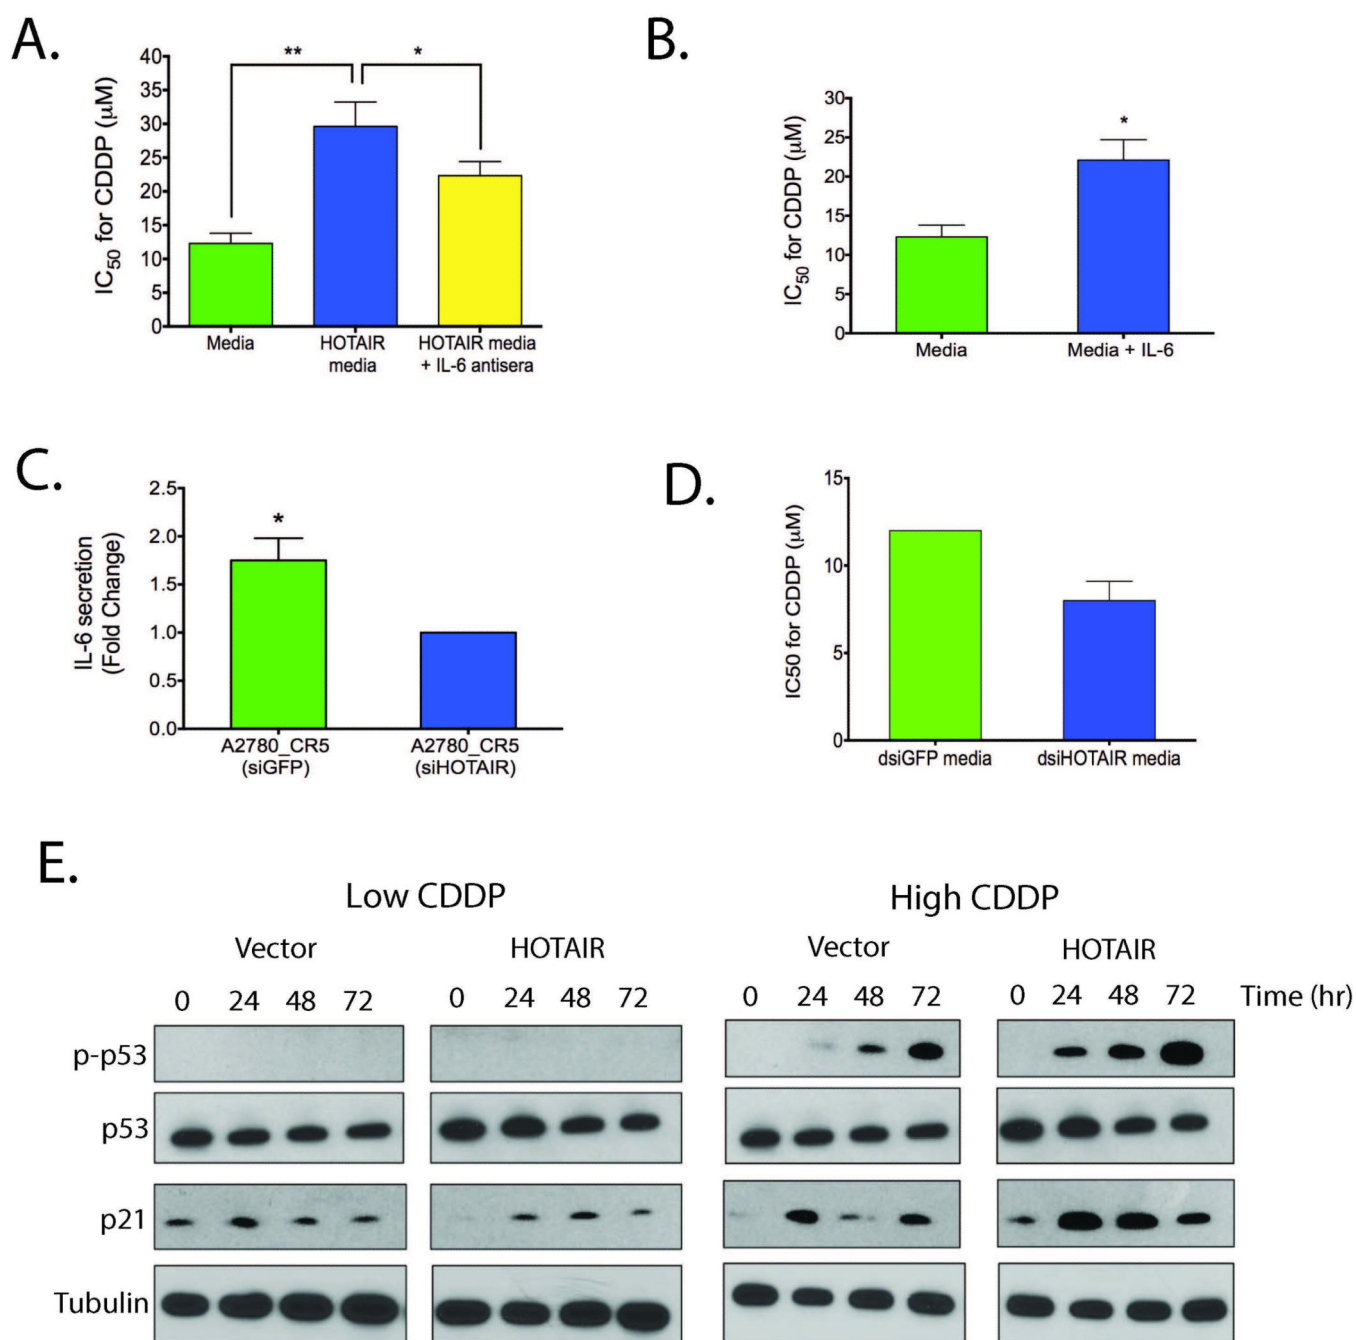 A.
IC50 for CDDP (μM)
40
35
30
25
20
15
10
5
0
**
*
Media
HOTAIR
media
HOTAIR media
+ IL-6 antisera
B.
IC50 for CDDP (μM)
30
25
20
15
10
5
0
*
Media
Media + IL-6
C.
IL-6 secretion
(Fold Change)
2.5
2.0
1.5
1.0
0.5
0.0
*
A2780_CR5
(siGFP)
A2780_CR5
(siHOTAIR)
D.
IC50 for CDDP (μM)
15
10
5
0
dsiGFP media
dsiHOTAIR media
E.
Low CDDP
High CDDP
Vector
HOTAIR
Vector
HOTAIR
0 24 48 72
0 24 48 72
0 24 48 72
0 24 48 72 Time (hr)
p-p53
p53
p21
Tubulin